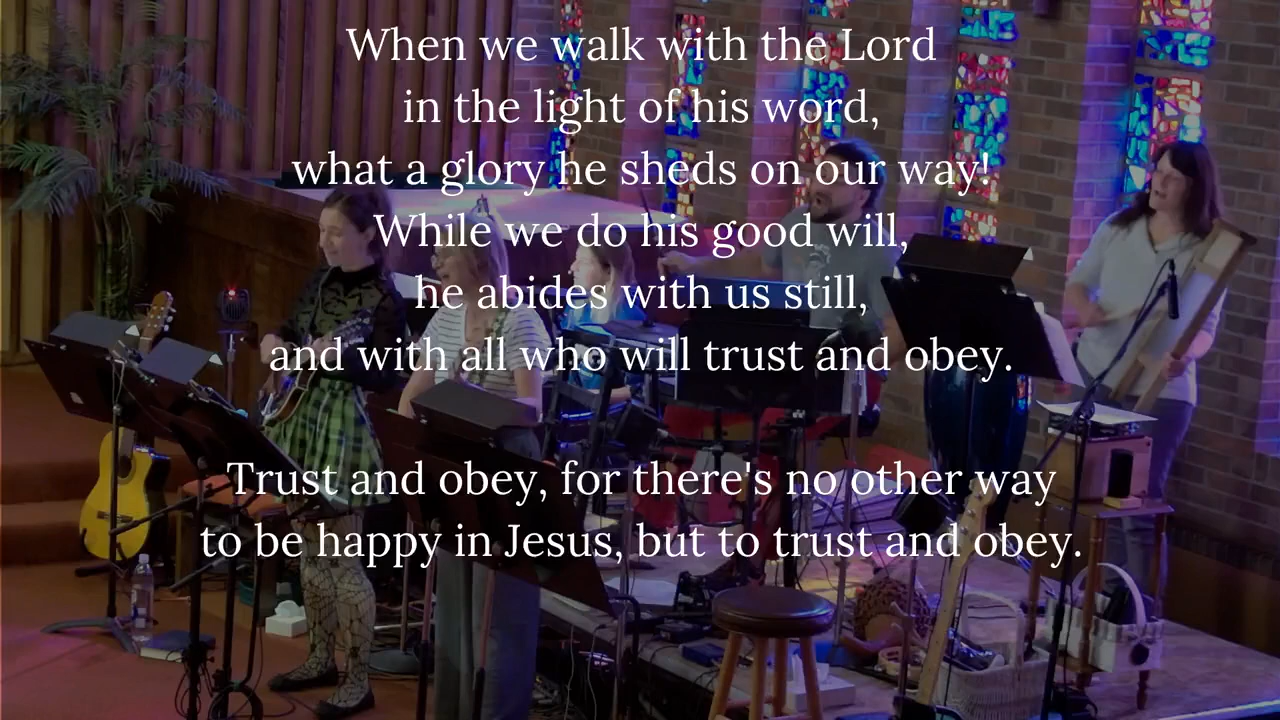 When we walk with the Lord
in the light of his word,
what a glory he sheds on our way!
While we do his good will,
he abides with us still,
and with all who will trust and obey.
Trust and obey, for there's no other way
to be happy in Jesus, but to trust and obey.